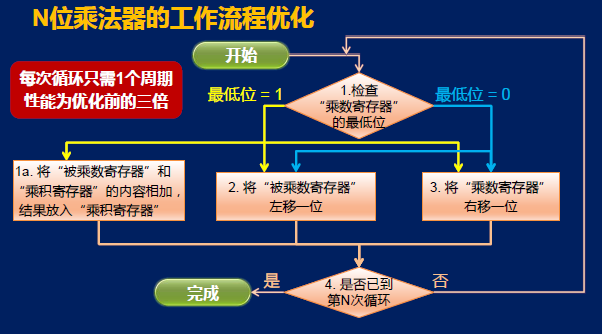 N位乘法器的工作流程优化
开始
每次循环只需1个周期
性能为优化前的三倍
最低位 = 1
1.检查
“乘数寄存器”
的最低位
最低位 = 0
1a. 将“被乘数寄存器”和
“乘积寄存器”的内容相加，
结果放入“乘积寄存器”
2. 将“被乘数寄存器”
左移一位
3. 将“乘数寄存器”
右移一位
4. 是否已到
第N次循环
是
否
完成